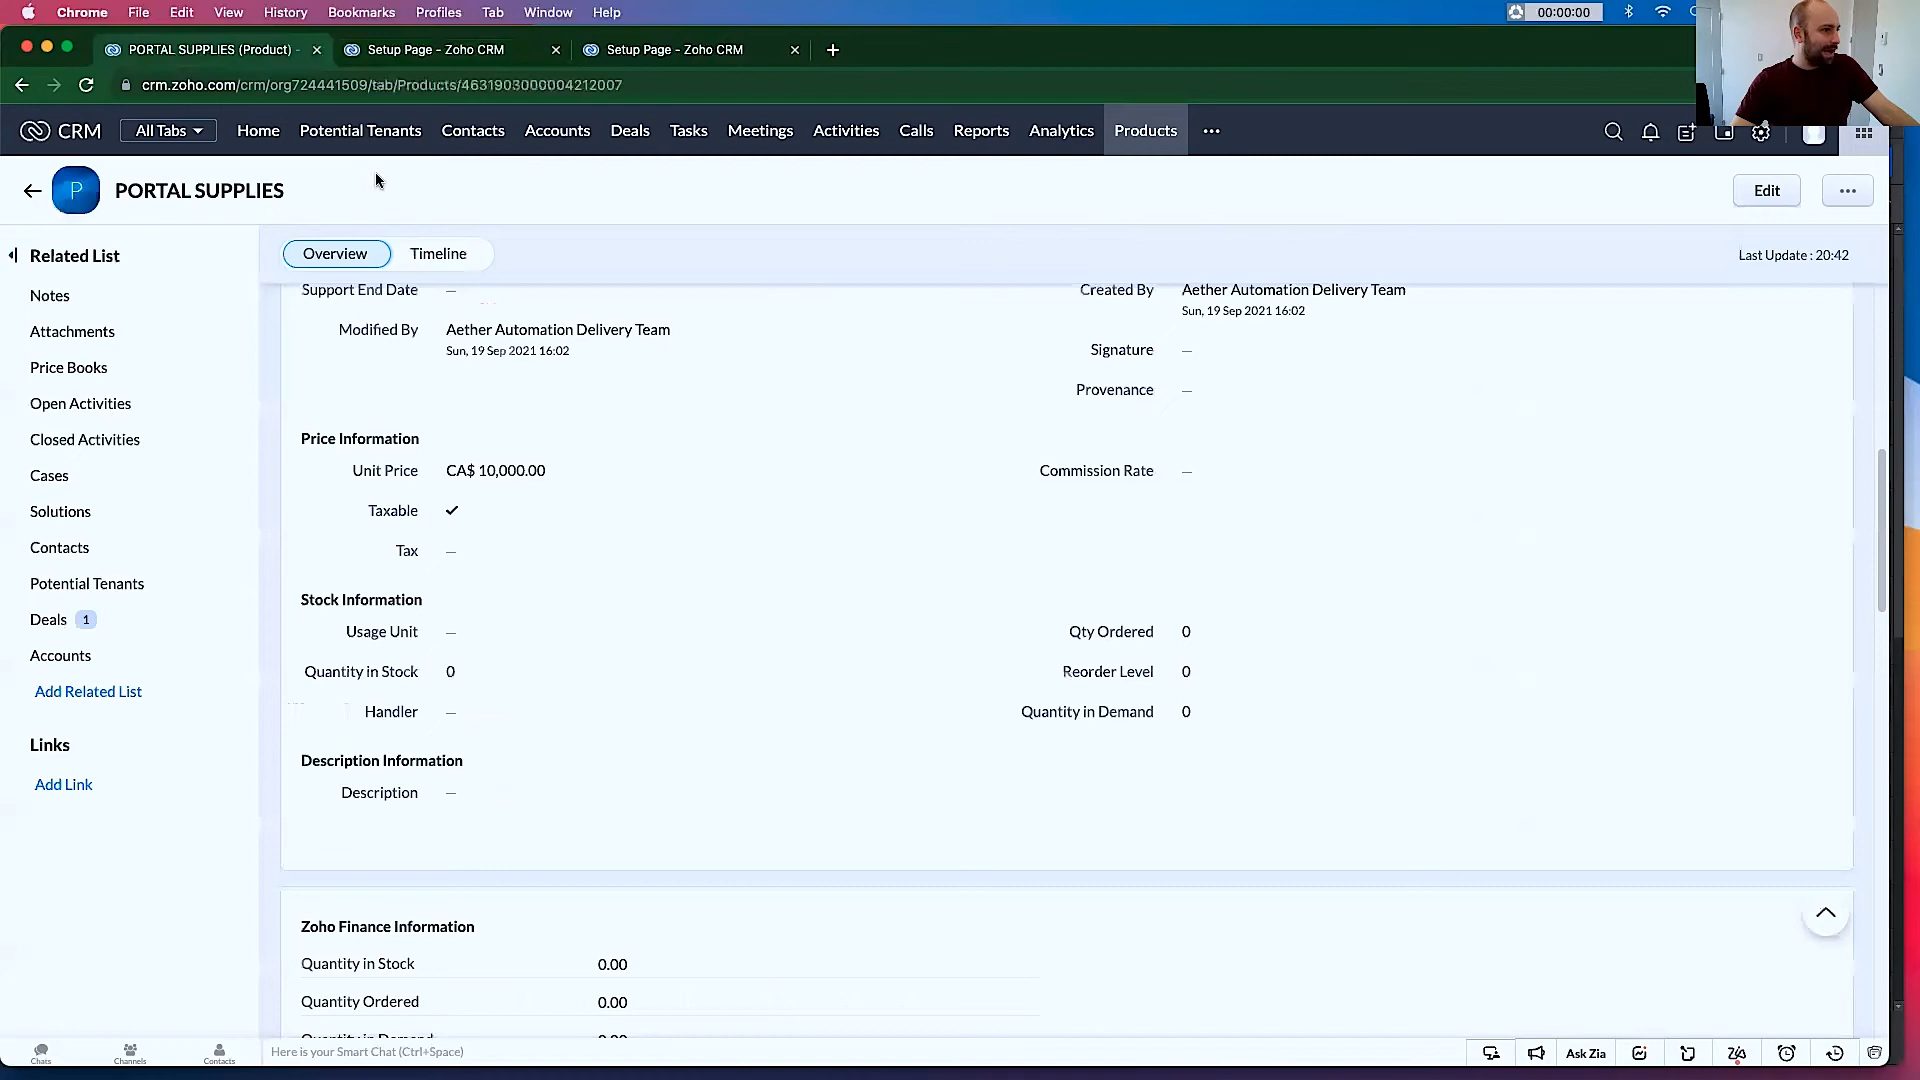 Chrome File Edit View History Bookmarks Profiles Tab Window Help 00:00:00
PORTAL SUPPLIES (Product) - Setup Page - Zoho CRM Setup Page - Zoho CRM
crm.zoho.com/crm/org724441509/tab/Products/4631903000004212007
CRM All Tabs Home Potential Tenants Contacts Accounts Deals Tasks Meetings Activities Calls Reports Analytics Products
P PORTAL SUPPLIES Edit
Related List Overview Timeline Last Update : 20:42
Notes
Attachments
Price Books
Open Activities
Closed Activities
Cases
Solutions
Contacts
Potential Tenants
Deals 1
Accounts
Add Related List
Links
Add Link
Support End Date — Created By Aether Automation Delivery Team
Sun, 19 Sep 2021 16:02
Modified By Aether Automation Delivery Team
Sun, 19 Sep 2021 16:02
Signature —
Provenance —
Price Information
Unit Price CA$ 10,000.00 Commission Rate —
Taxable
Tax —
Stock Information
Usage Unit — Qty Ordered 0
Quantity in Stock 0 Reorder Level 0
Handler — Quantity in Demand 0
Description Information
Description —
Zoho Finance Information
Quantity in Stock 0.00
Quantity Ordered 0.00
Quantity in Demand 0.00
Chats Channels Contacts Here is your Smart Chat (Ctrl+Space) Ask Zia